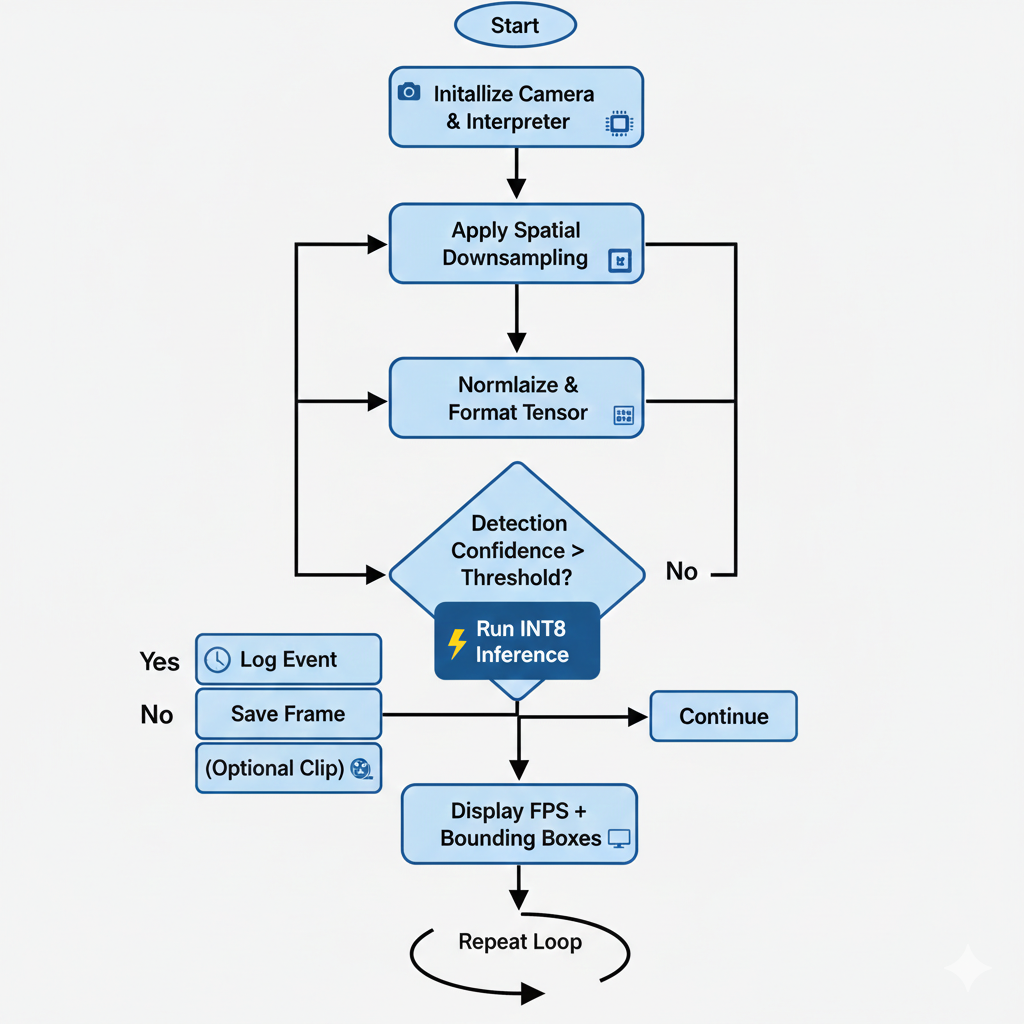 Start
Initallize Camera
& Interpreter
Apply Spatial
Downsampling
Normlaize &
Format Tensor
Detection
Confidence >
Threshold?
No
Run INT8
Inference
Yes
Log Event
No
Save Frame
Continue
(Optional Clip)
Display FPS +
Bounding Boxes
Repeat Loop